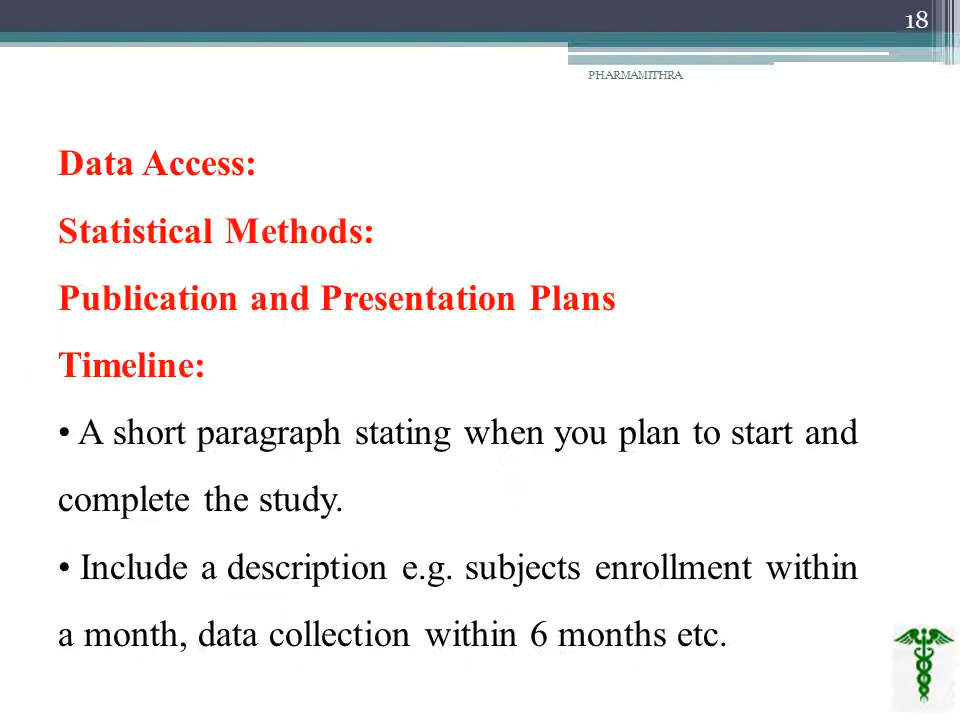 18
PHARMAMITHRA
Data Access:
Statistical Methods:
Publication and Presentation Plans
Timeline:
• A short paragraph stating when you plan to start and
complete the study.
• Include a description e.g. subjects enrollment within
a month, data collection within 6 months etc.